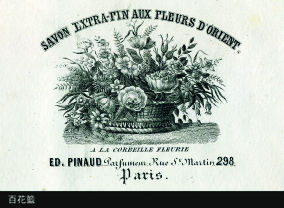 SAVON EXTRA-FIN AUX FLEURS D'ORIENT
A LA CORBEILLE FLEURIE
ED. PINAUD, Parfumeur, Rue St. Martin, 298,
Paris.
百花籃